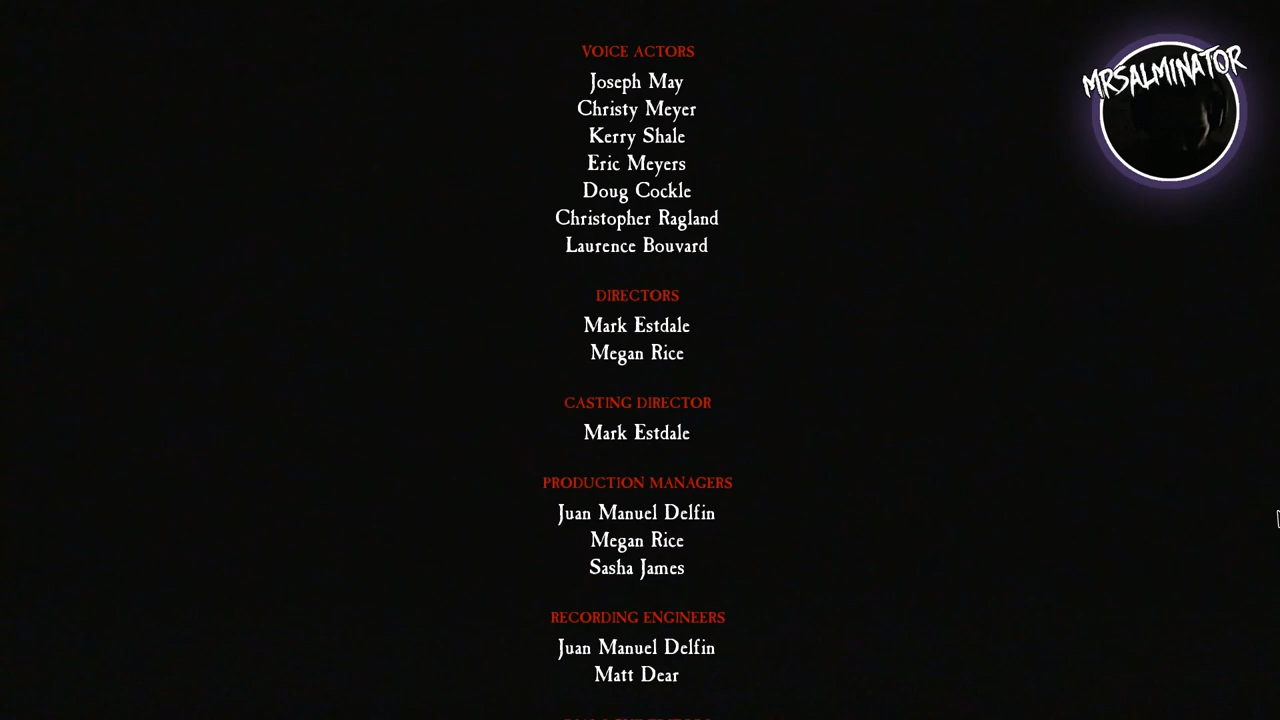 MRSALMINATOR
VOICE ACTORS
Joseph May
Christy Meyer
Kerry Shale
Eric Meyers
Doug Cockle
Christopher Ragland
Laurence Bouvard
DIRECTORS
Mark Estdale
Megan Rice
CASTING DIRECTOR
Mark Estdale
PRODUCTION MANAGERS
Juan Manuel Delfin
Megan Rice
Sasha James
RECORDING ENGINEERS
Juan Manuel Delfin
Matt Dear